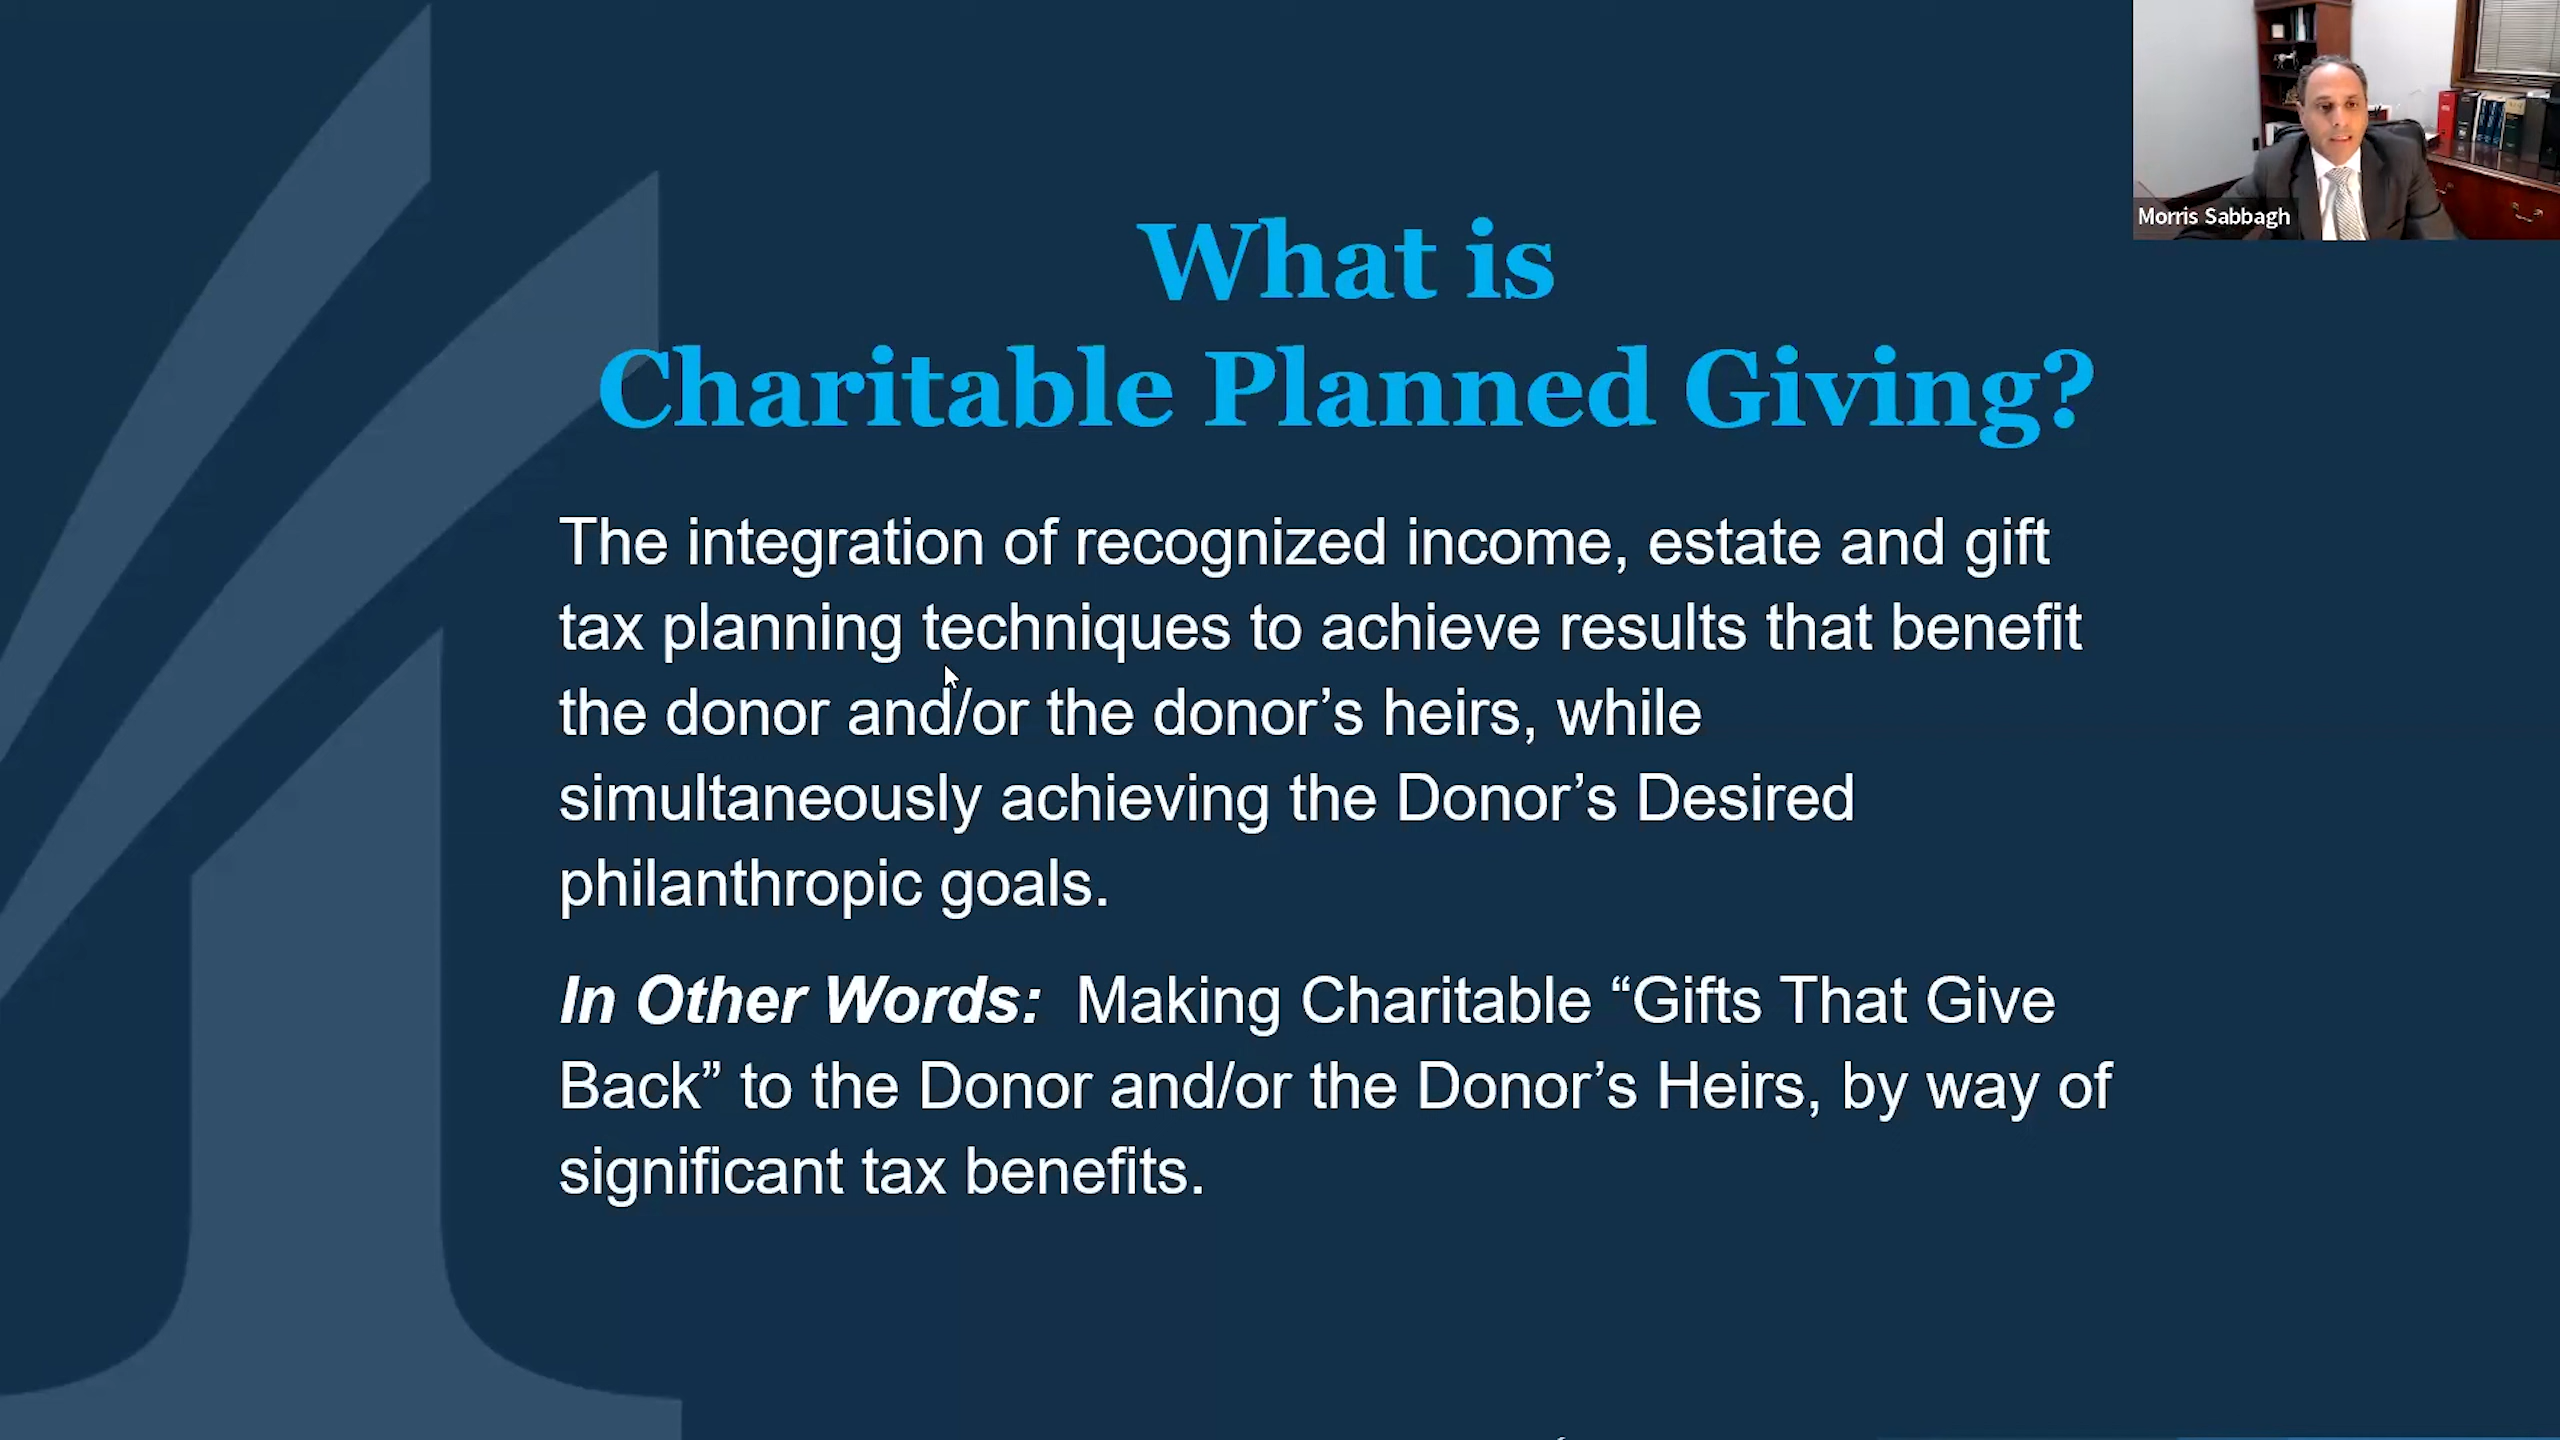 Morris Sabbagh
What is
Charitable Planned Giving?
The integration of recognized income, estate and gift
tax planning techniques to achieve results that benefit
the donor and/or the donor’s heirs, while
simultaneously achieving the Donor’s Desired
philanthropic goals.
In Other Words:  Making Charitable “Gifts That Give
Back” to the Donor and/or the Donor’s Heirs, by way of
significant tax benefits.